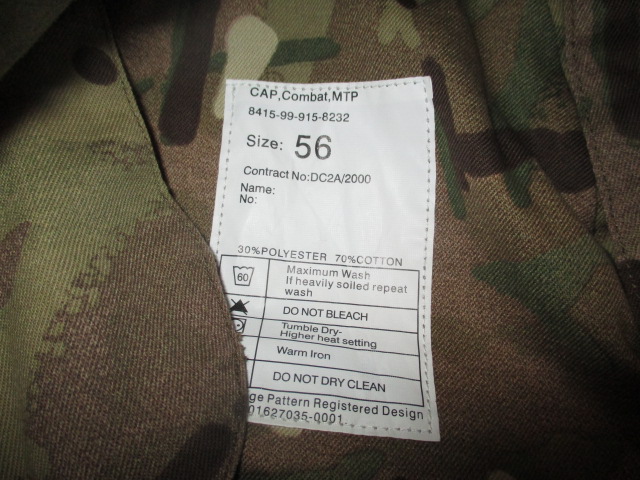 CAP,Combat,MTP
8415-99-915-8232
Size: 56
Contract No:DC2A/2000
Name:
No:
30%POLYESTER 70%COTTON
60
Maximum Wash
If heavily soiled repeat
wash
DO NOT BLEACH
Tumble Dry-
Higher heat setting
Warm Iron
DO NOT DRY CLEAN
Pattern Registered Design
01627035-0001